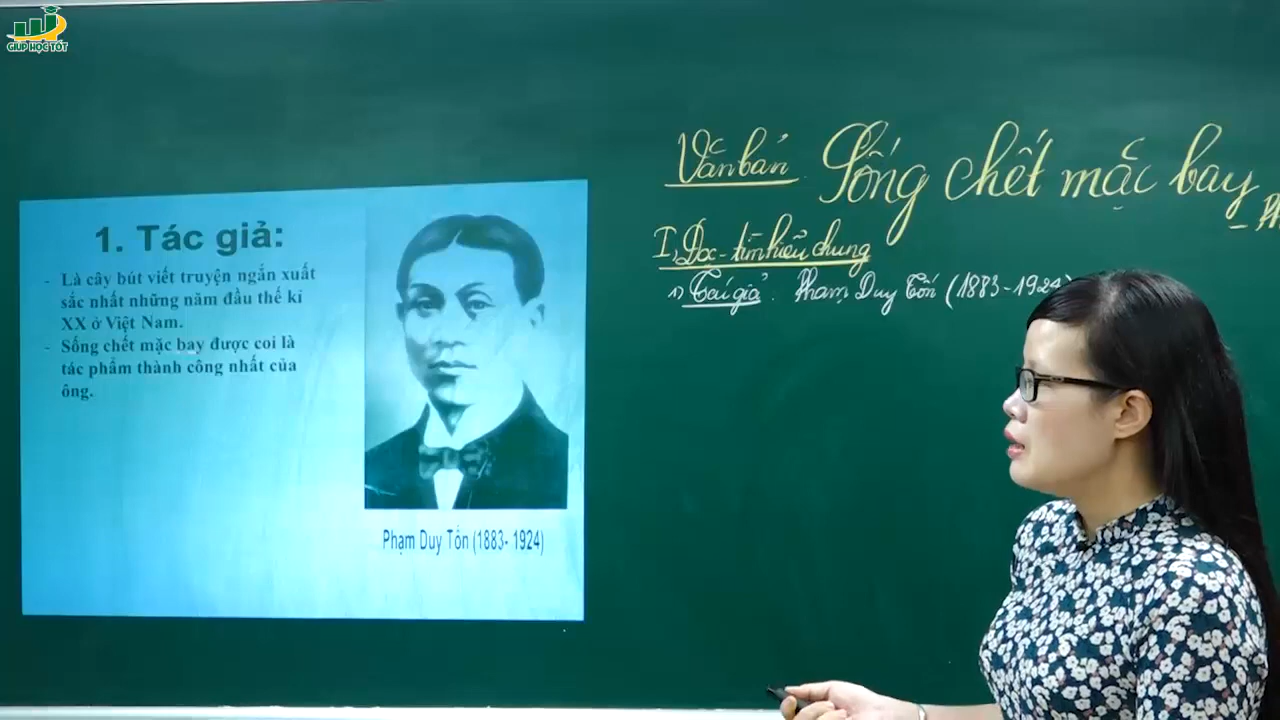 GIUP HỌC TỐT
1. Tác giả:
- Là cây bút viết truyện ngắn xuất
sắc nhất những năm đầu thế kỉ
XX ở Việt Nam.
- Sống chết mặc bay được coi là
tác phẩm thành công nhất của
ông.
Phạm Duy Tốn (1883- 1924)
Văn bản Sống chết mặc bay
I, Đọc - tìm hiểu chung
1) Tác giả: Phạm Duy Tốn (1883-1924)